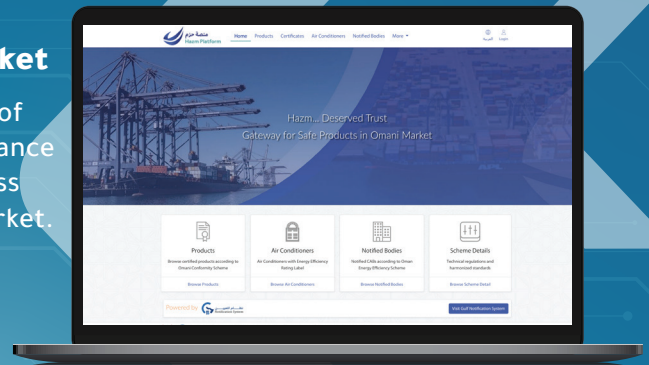 ket
of
ance
ss
rket.
منصة حزم
Hazm Platform
Home Products Certificates Air Conditioners Notified Bodies More
العربية Login
Hazm... Deserved Trust
Gateway for Safe Products in Omani Market
Products
Browse certified products according to
Oman Conformity Scheme
Browse Products
Air Conditioners
Air Conditioners with Energy Efficiency
Rating Label
Browse Air Conditioners
Notified Bodies
Notified CABs according to Oman
Energy Efficiency Scheme
Browse Notified Bodies
Scheme Details
Technical regulations and
harmonized standards
Browse Scheme Detail
Powered by
Visit Gulf Notification System